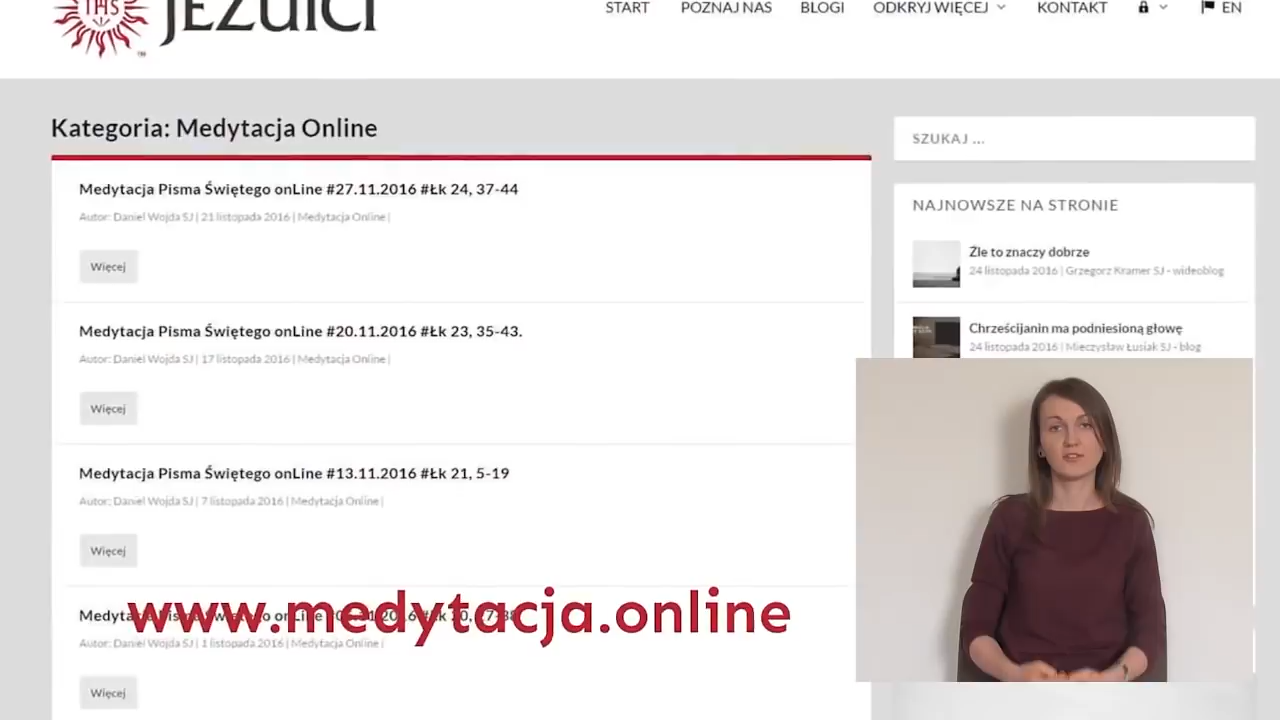 IHS
JEZUICI
START POZNAJ NAS BLOGI ODKRYJ WIĘCEJ KONTAKT EN
Kategoria: Medytacja Online
Medytacja Pisma Świętego onLine #27.11.2016 #Łk 24, 37-44
Autor: Daniel Wojda SJ | 21 listopada 2016 | Medytacja Online |
Więcej
Medytacja Pisma Świętego onLine #20.11.2016 #Łk 23, 35-43.
Autor: Daniel Wojda SJ | 17 listopada 2016 | Medytacja Online |
Więcej
Medytacja Pisma Świętego onLine #13.11.2016 #Łk 21, 5-19
Autor: Daniel Wojda SJ | 7 listopada 2016 | Medytacja Online |
Więcej
www.medytacja.online
Autor: Daniel Wojda SJ | 1 listopada 2016 | Medytacja Online |
Więcej
SZUKAJ ...
NAJNOWSZE NA STRONIE
Źle to znaczy dobrze
24 listopada 2016 | Grzegorz Kramer SJ - wideoblog
Chrześcijanin ma podniesioną głowę
24 listopada 2016 | Mieczysław Łusiak SJ - blog